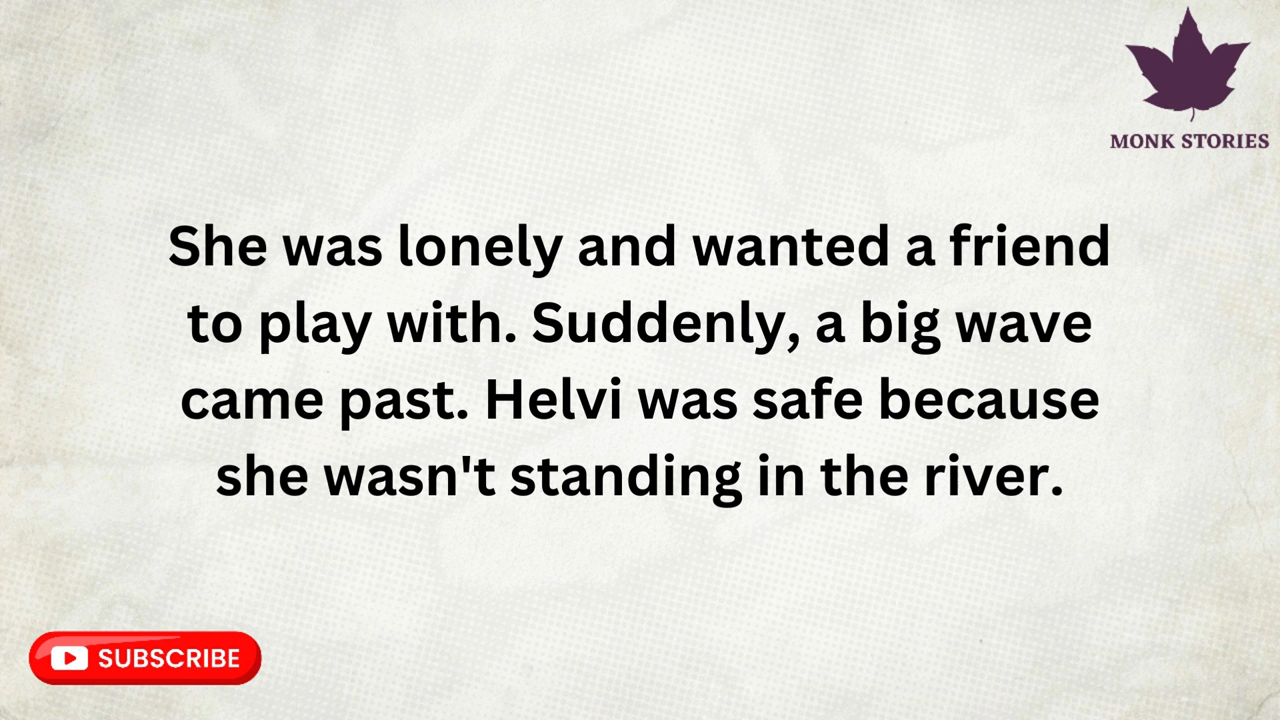 MONK STORIES
She was lonely and wanted a friend
to play with. Suddenly, a big wave
came past. Helvi was safe because
she wasn't standing in the river.
SUBSCRIBE